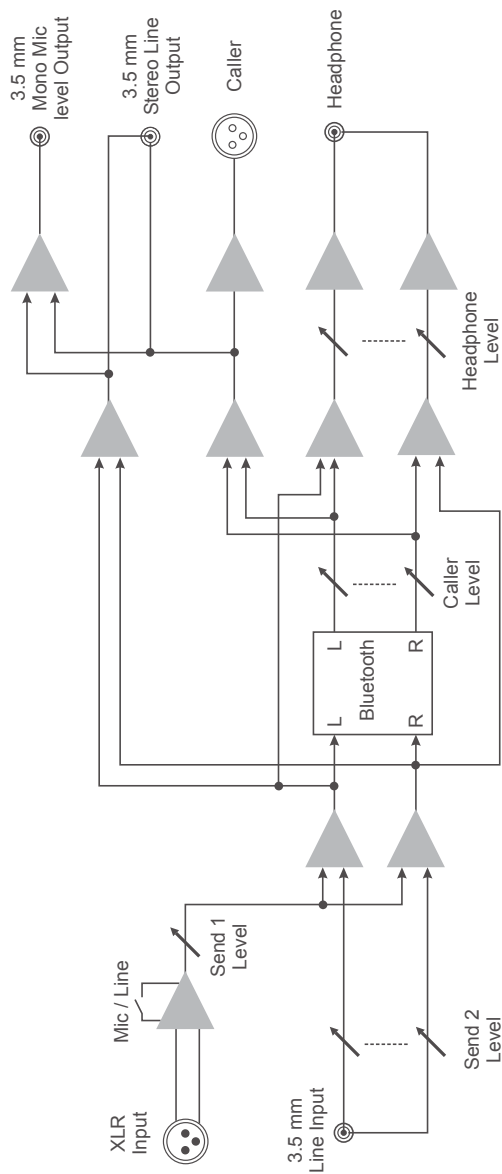 XLR
Input
Mic / Line
Send 1
Level
3.5 mm
Line Input
Send 2
Level
L
R
Bluetooth
L
R
Caller
Level
Headphone
Level
3.5 mm
Mono Mic
level Output
3.5 mm
Stereo Line
Output
Caller
Headphone